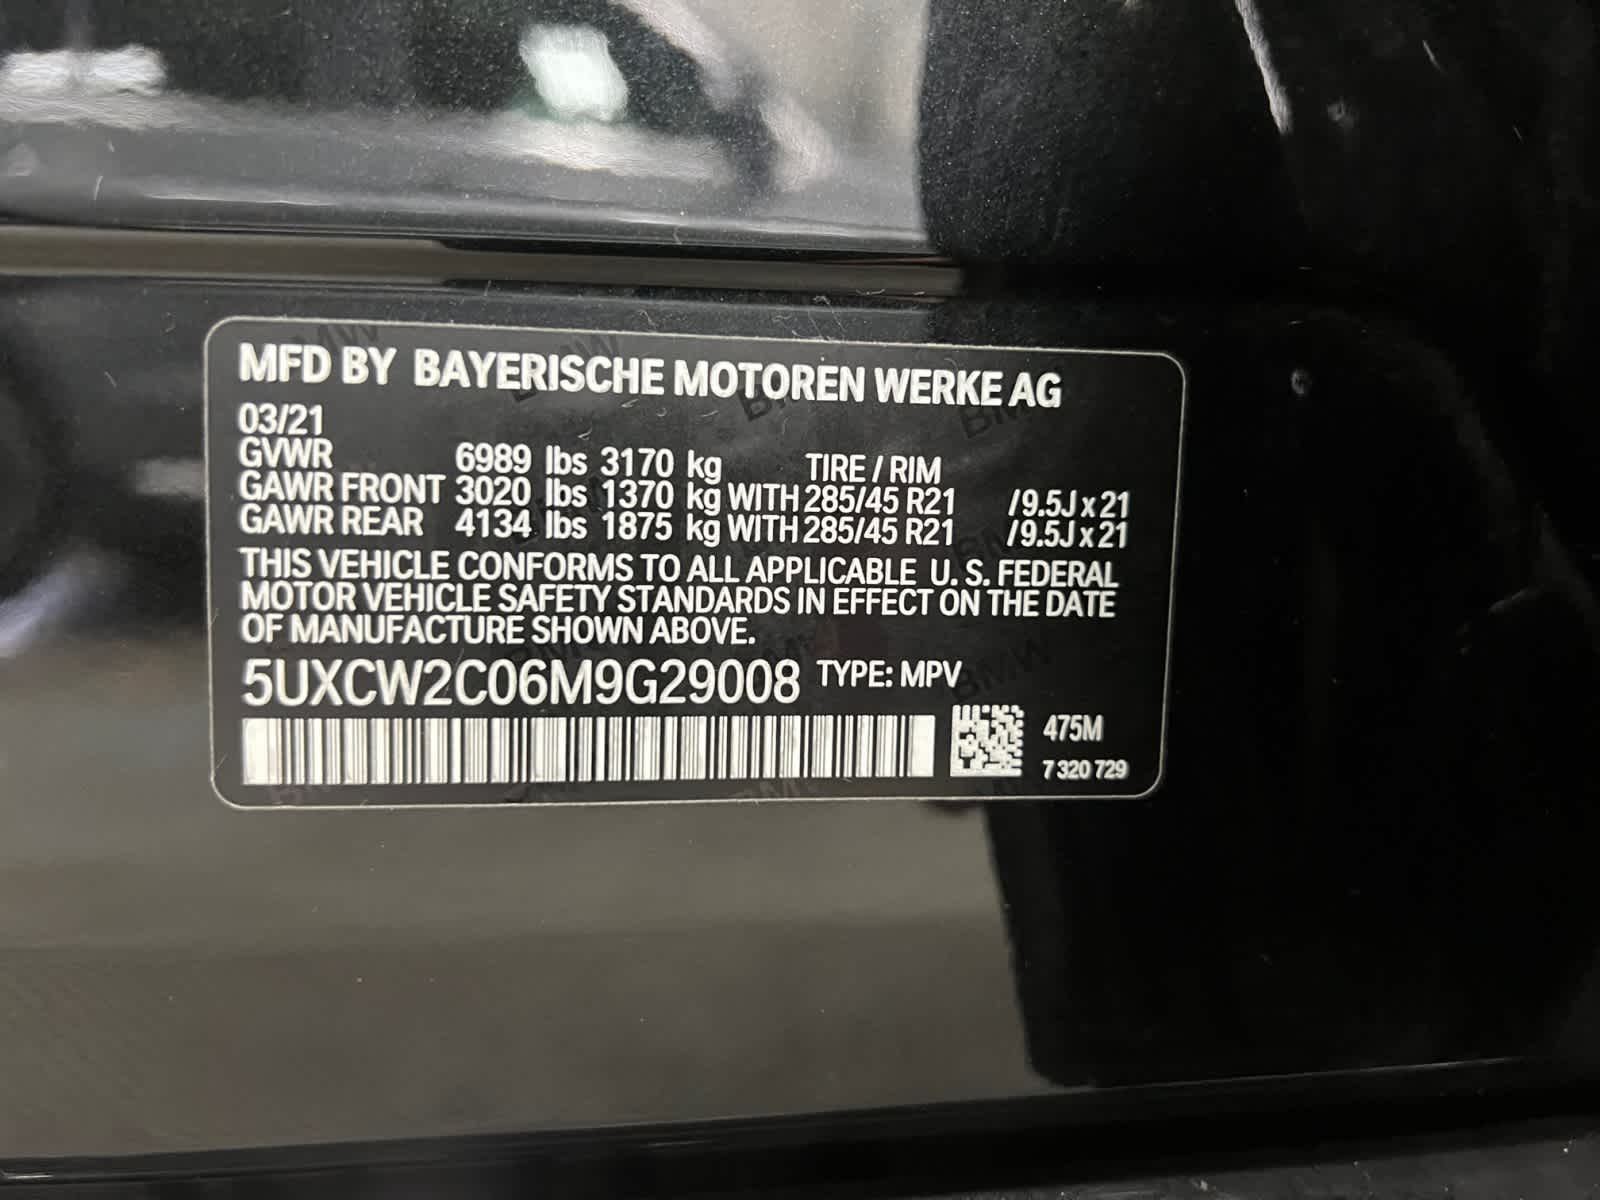 MFD BY BAYERISCHE MOTOREN WERKE AG
03/21
GVWR 6989 lbs 3170 kg TIRE / RIM
GAWR FRONT 3020 lbs 1370 kg WITH 285/45 R21 /9.5J x 21
GAWR REAR 4134 lbs 1875 kg WITH 285/45 R21 /9.5J x 21
THIS VEHICLE CONFORMS TO ALL APPLICABLE U. S. FEDERAL
MOTOR VEHICLE SAFETY STANDARDS IN EFFECT ON THE DATE
OF MANUFACTURE SHOWN ABOVE.
5UXCW2C06M9G29008 TYPE: MPV
475M
7 320 729